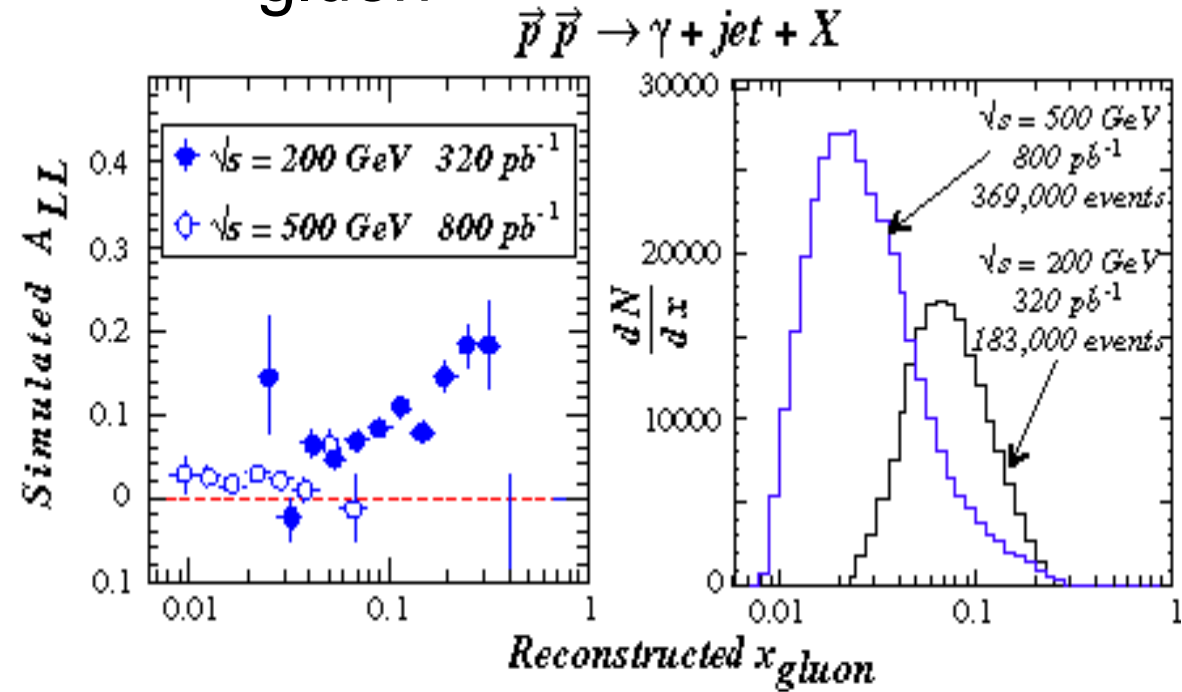 gluon
p⃗ p⃗ → γ + jet + X
Simulated A_LL
0.4
0.3
0.2
0.1
0
0.1
√s = 200 GeV 320 pb⁻¹
√s = 500 GeV 800 pb⁻¹
0.01 0.1 1
dN
dx
30000
20000
10000
0
√s = 500 GeV
800 pb⁻¹
369,000 events
√s = 200 GeV
320 pb⁻¹
183,000 events
0.01 0.1 1
Reconstructed x_gluon